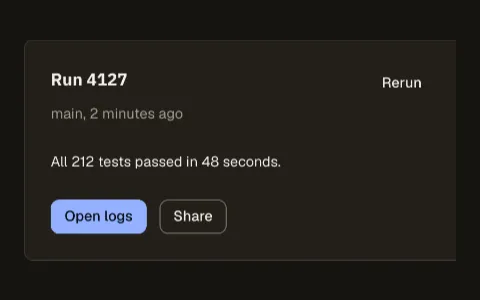 Run 4127
Rerun
main, 2 minutes ago
All 212 tests passed in 48 seconds.
Open logs
Share